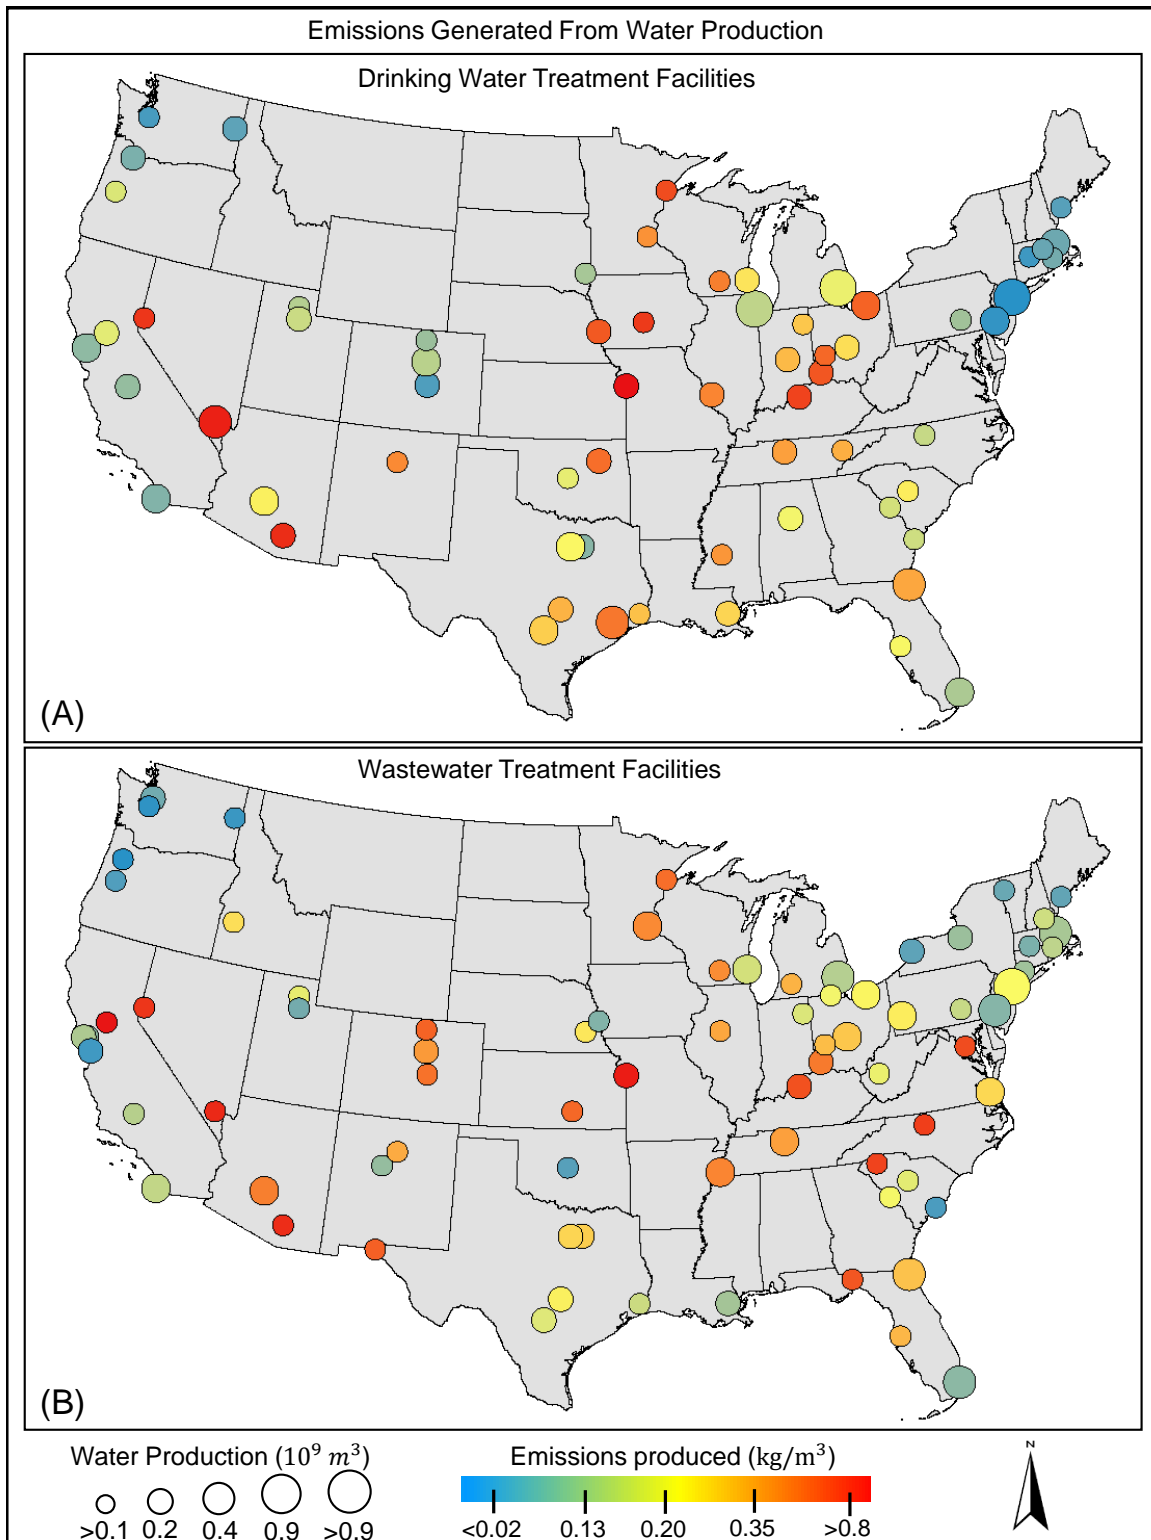 Emissions Generated From Water Production
Drinking Water Treatment Facilities
(A)
Wastewater Treatment Facilities
(B)
Water Production (10⁹ m³)
>0.1 0.2 0.4 0.9 >0.9
Emissions produced (kg/m³)
<0.02 0.13 0.20 0.35 >0.8
N